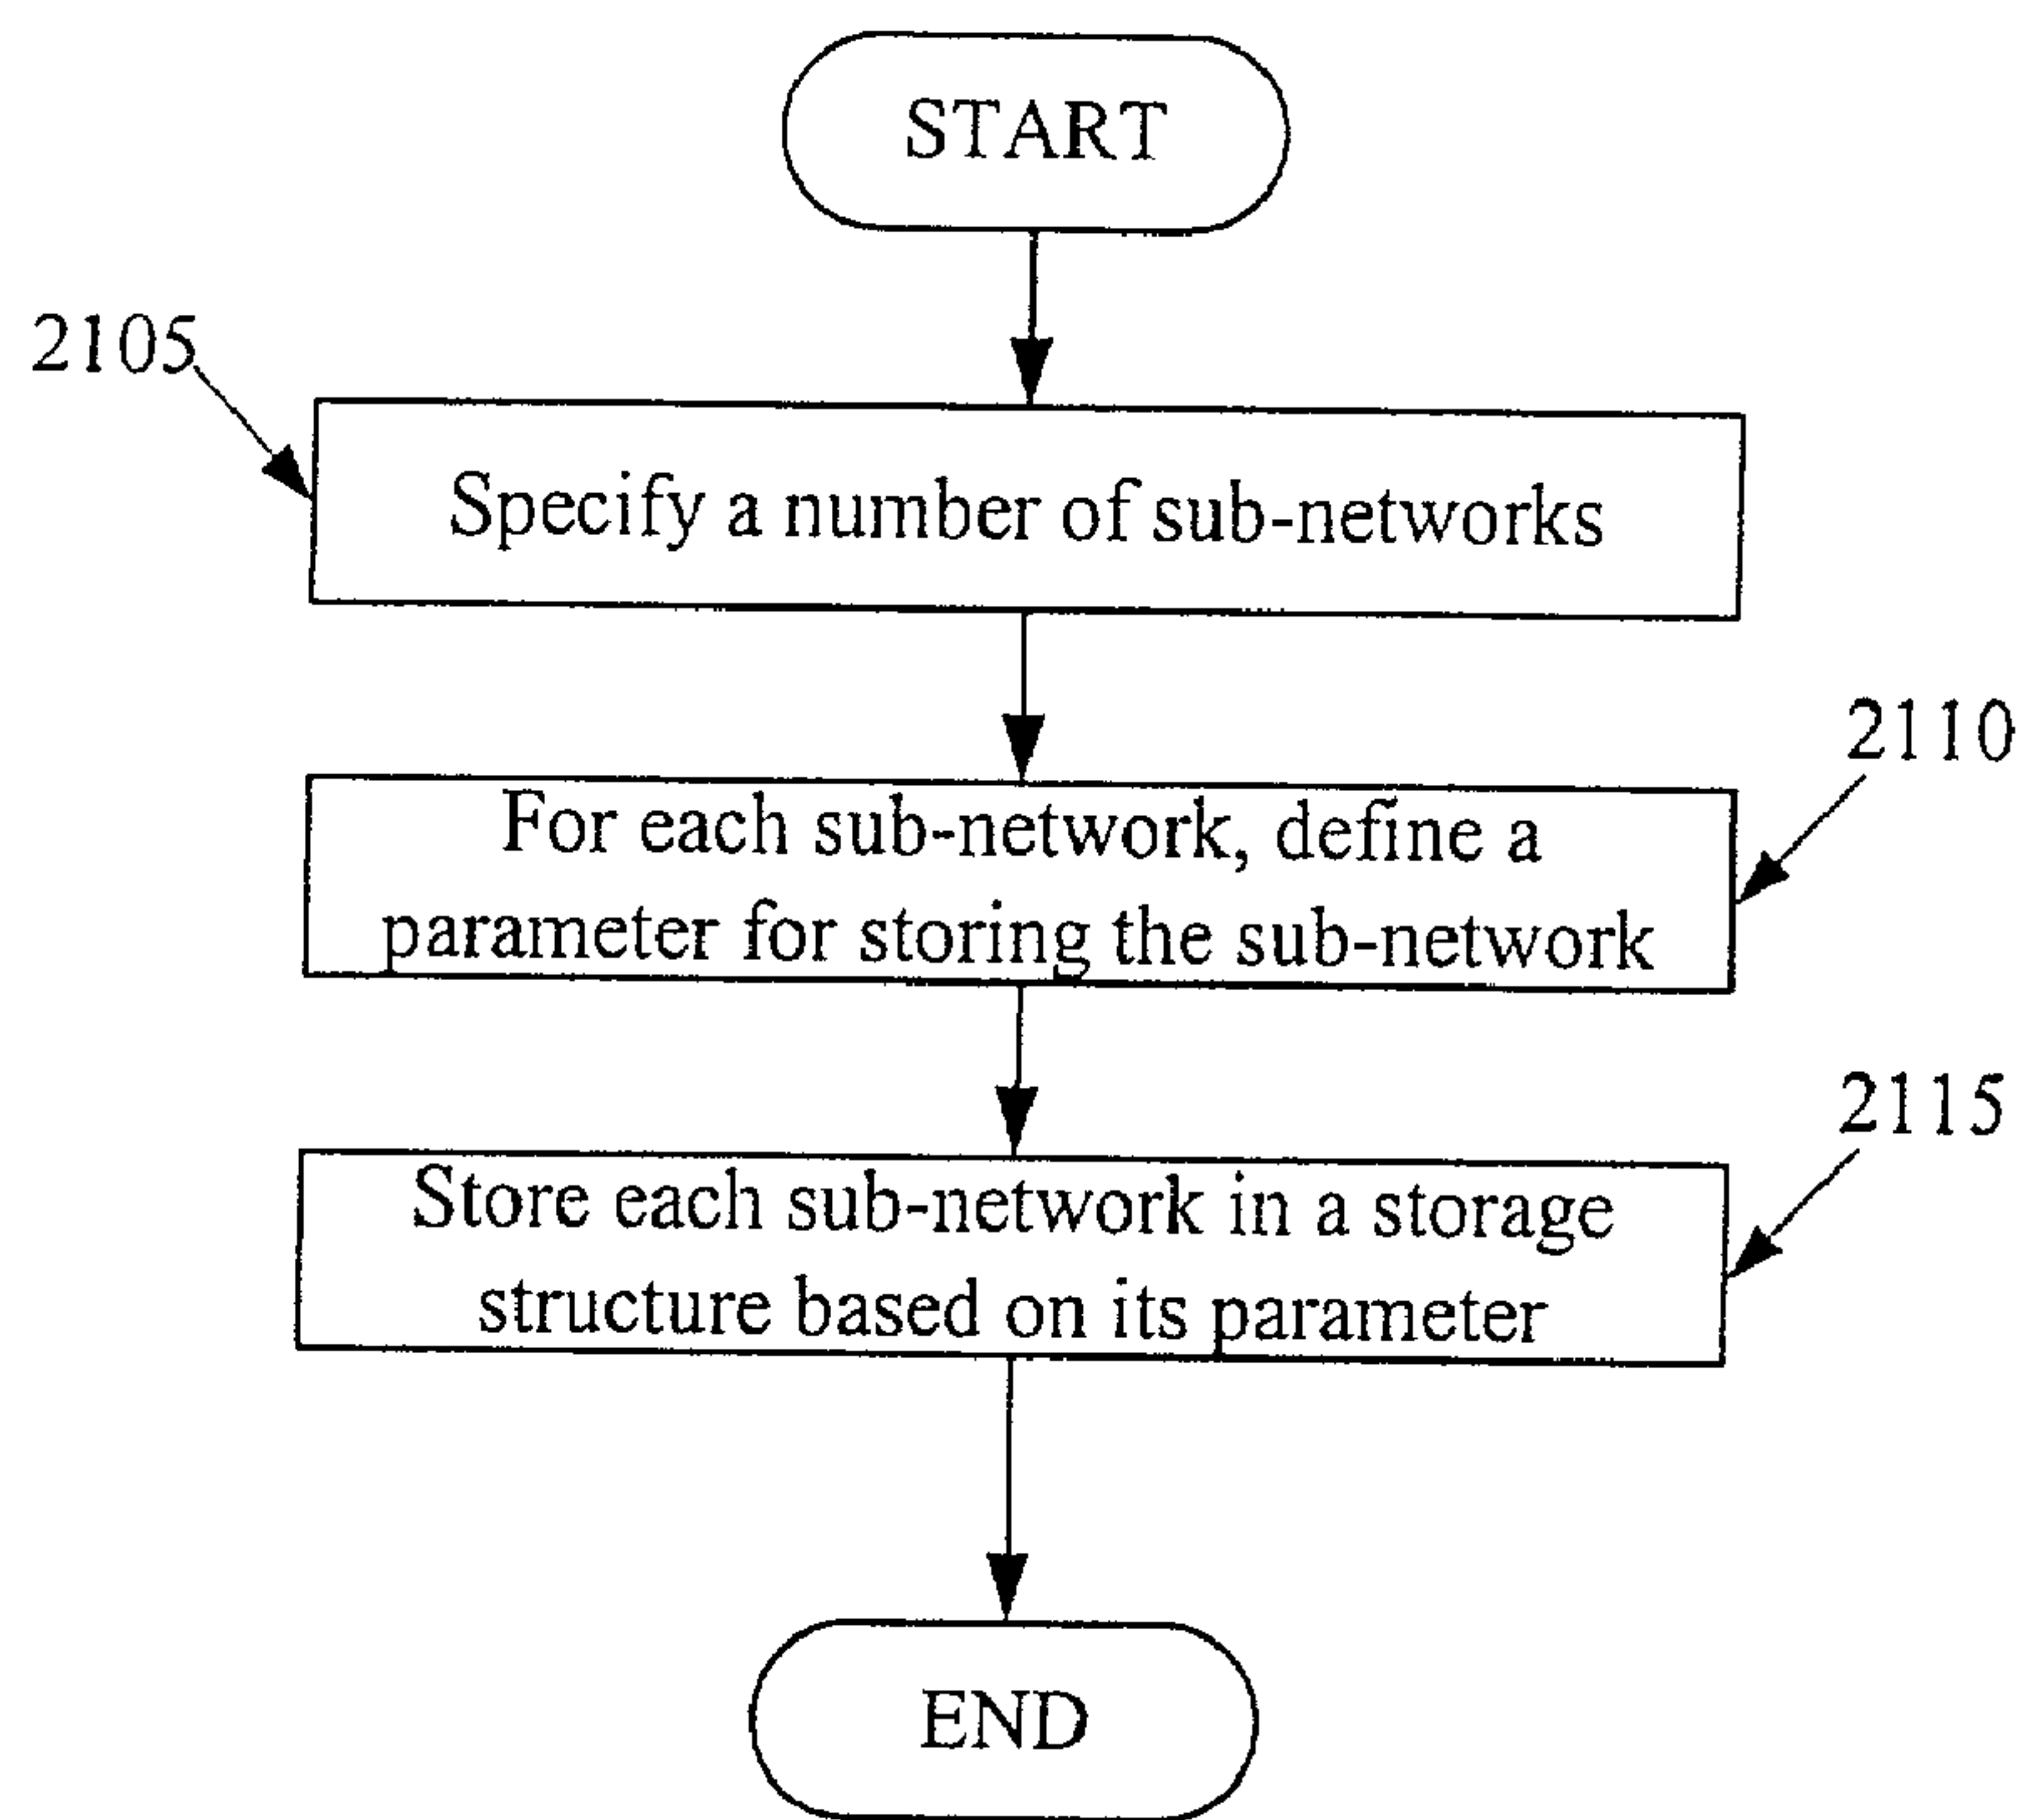 START
2105
Specify a number of sub-networks
2110
For each sub-network, define a
parameter for storing the sub-network
2115
Store each sub-network in a storage
structure based on its parameter
END